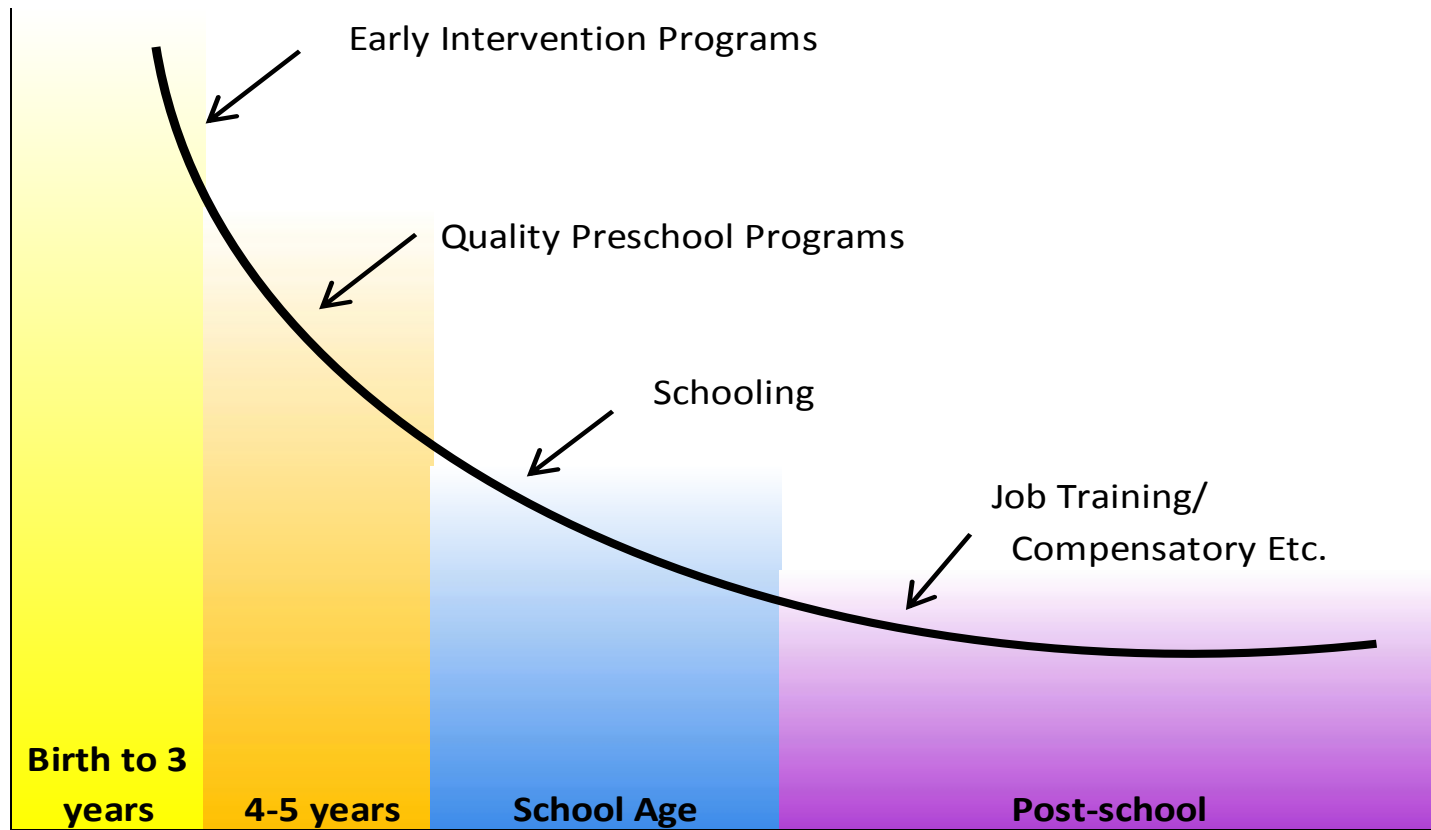 Early Intervention Programs
Quality Preschool Programs
Schooling
Job Training/
Compensatory Etc.
Birth to 3
years
4-5 years
School Age
Post-school